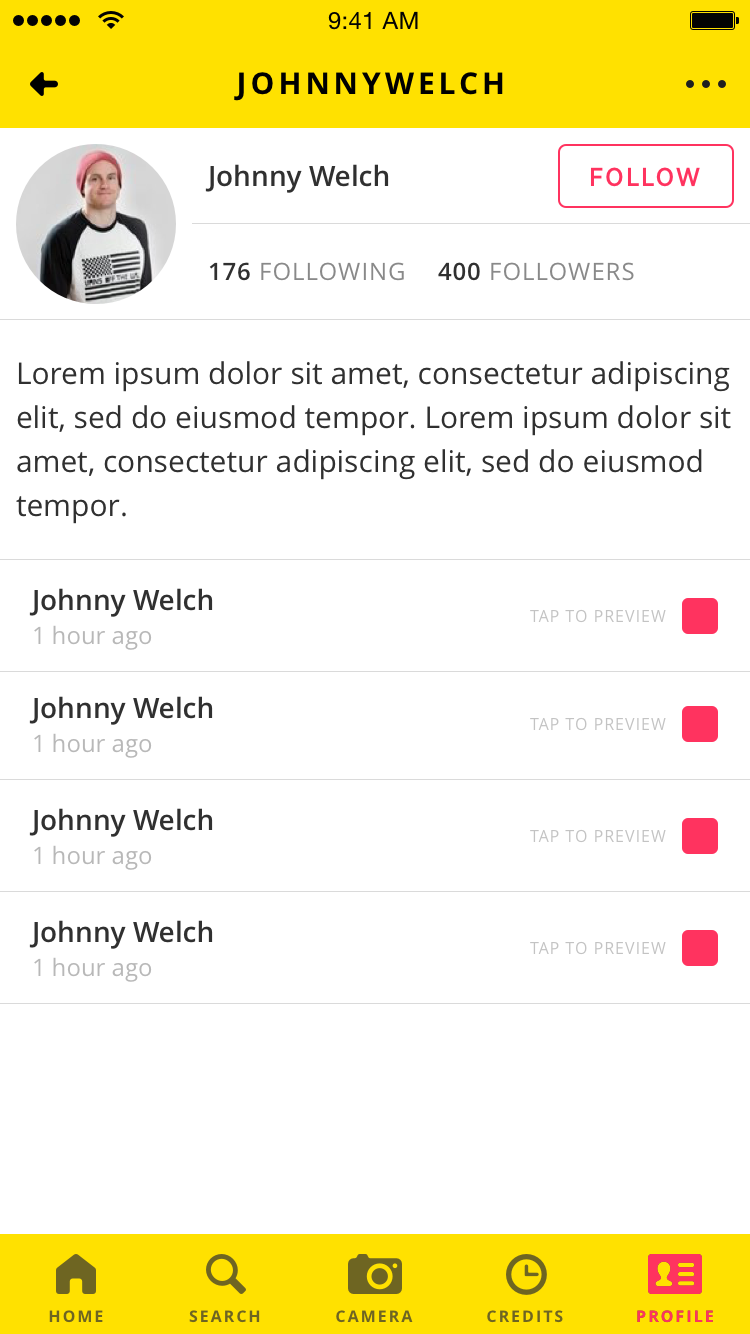 9:41 AM
JOHNNYWELCH
Johnny Welch
FOLLOW
176 FOLLOWING 400 FOLLOWERS
Lorem ipsum dolor sit amet, consectetur adipiscing
elit, sed do eiusmod tempor. Lorem ipsum dolor sit
amet, consectetur adipiscing elit, sed do eiusmod
tempor.
Johnny Welch
1 hour ago
TAP TO PREVIEW
Johnny Welch
1 hour ago
TAP TO PREVIEW
Johnny Welch
1 hour ago
TAP TO PREVIEW
Johnny Welch
1 hour ago
TAP TO PREVIEW
HOME SEARCH CAMERA CREDITS PROFILE